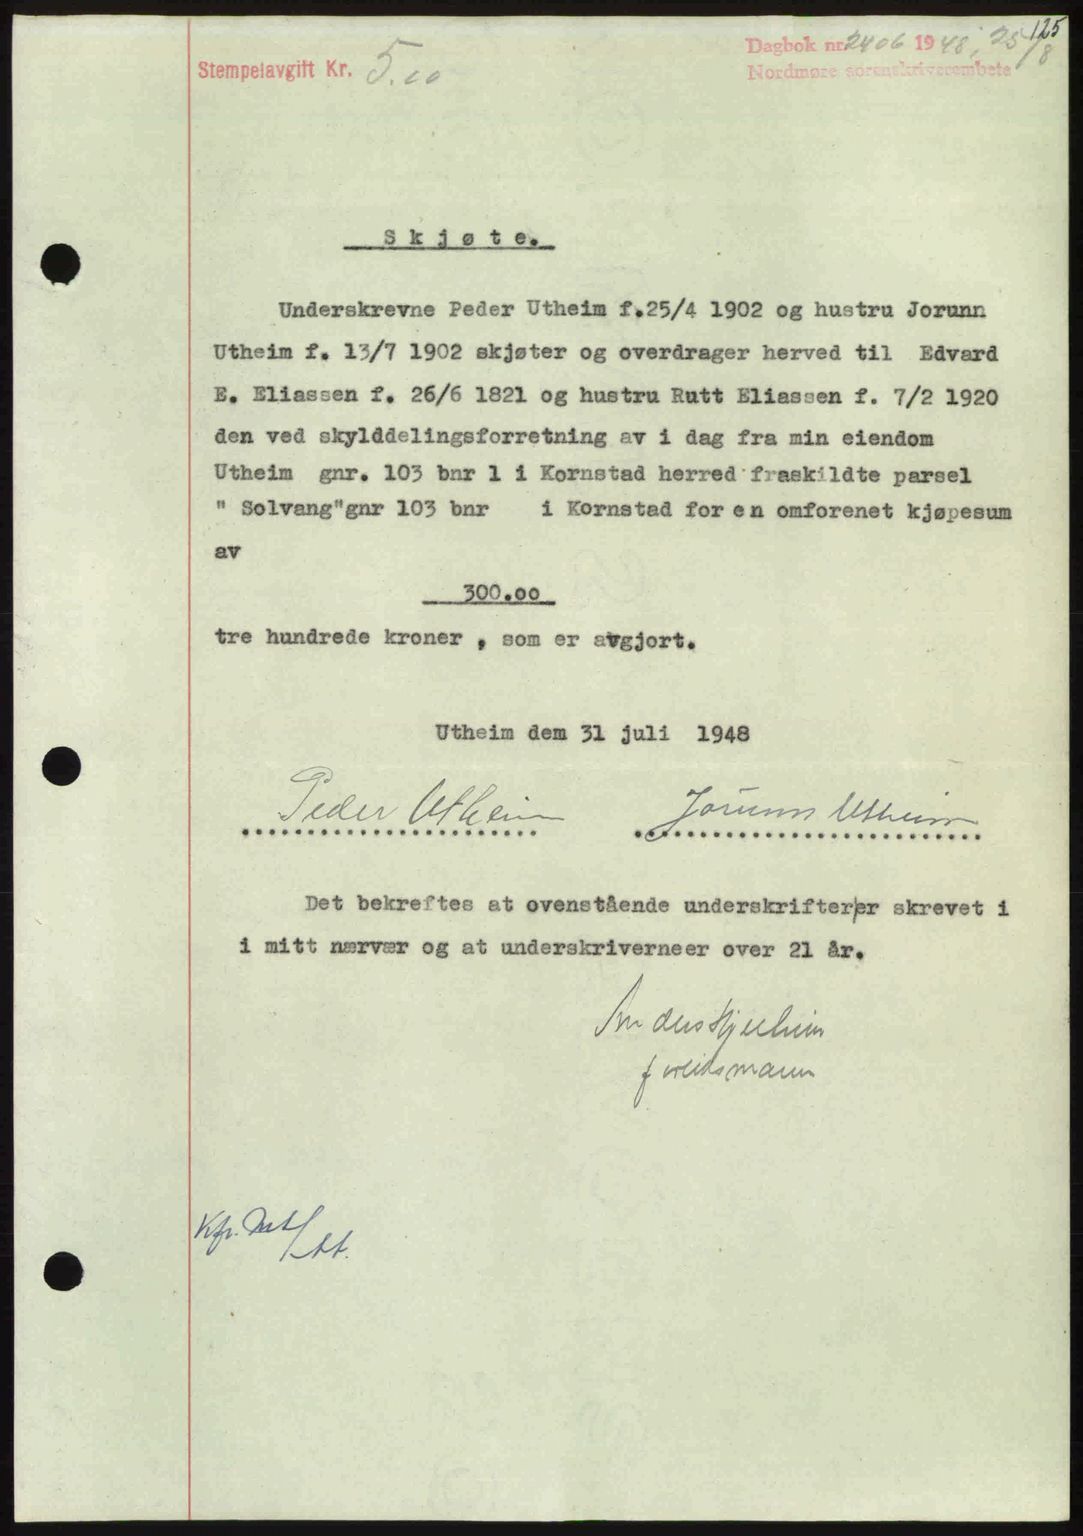 125
Dagbok nr. 2406 1948, 25/8
Stempelavgift Kr. 5.00
Nordmøre sorenskriverembete
Skjøte.
Underskrevne Peder Utheim f.25/4 1902 og hustru Jorunn
Utheim f. 13/7 1902 skjøter og overdrager herved til Edvard
E. Eliassen f. 26/6 1821 og hustru Rutt Eliassen f. 7/2 1920
den ved skylddelingsforretning av i dag fra min eiendom
Utheim gnr. 103 bnr 1 i Kornstad herred fraskildte parsel
" Solvang"gnr 103 bnr i Kornstad for en omforenet kjøpesum
av
300.00
tre hundrede kroner , som er avgjort.
Utheim dem 31 juli 1948
Peder Utheim Jorunn Utheim
Det bekreftes at ovenstående underskrifter/er skrevet i
i mitt nærvær og at underskriverneer over 21 år.
Anders
Kfr.